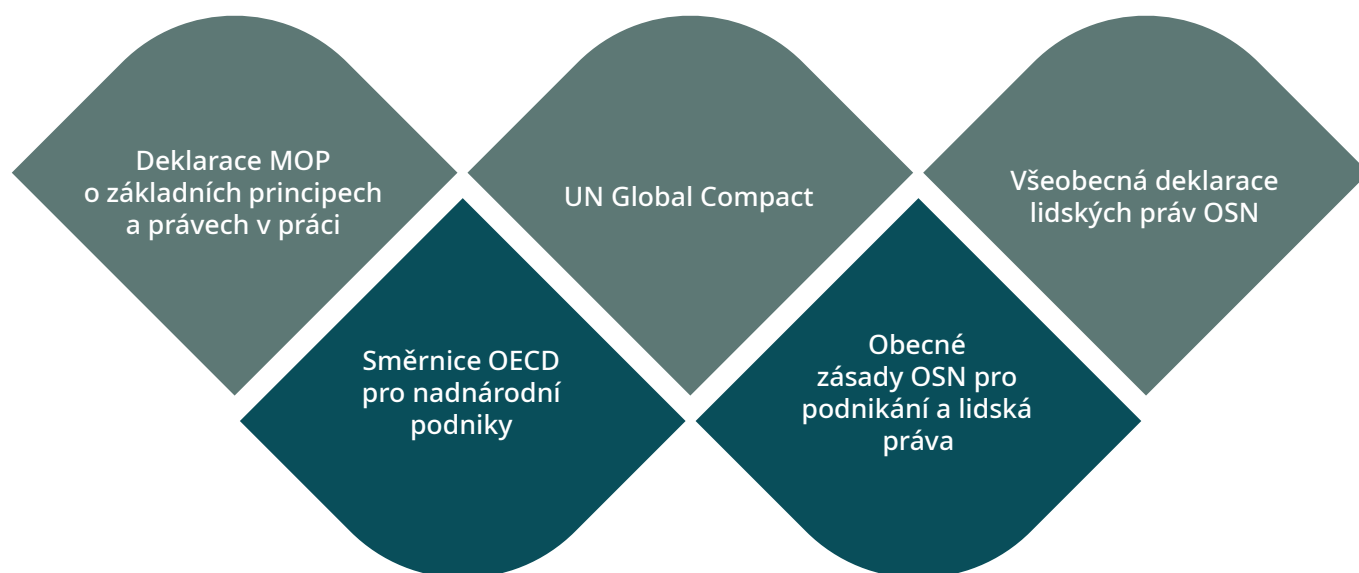 Deklarace MOP
o základních principech
a právech v práci
UN Global Compact
Všeobecná deklarace
lidských práv OSN
Směrnice OECD
pro nadnárodní
podniky
Obecné
zásady OSN pro
podnikání a lidská
práva